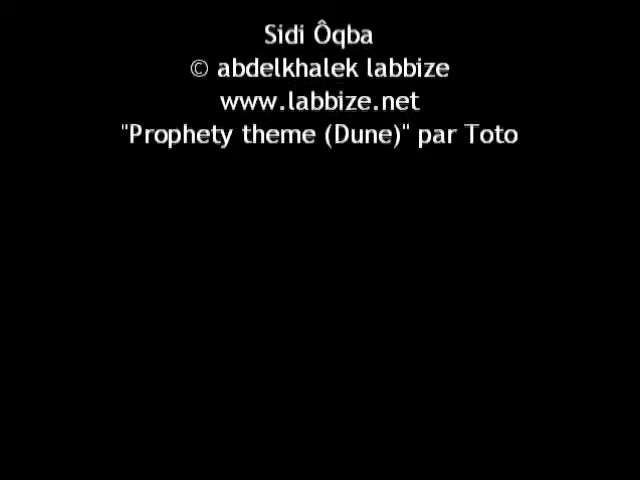 Sidi Ôqba
© abdelkhalek labbize
www.labbize.net
"Prophety theme (Dune)" par Toto